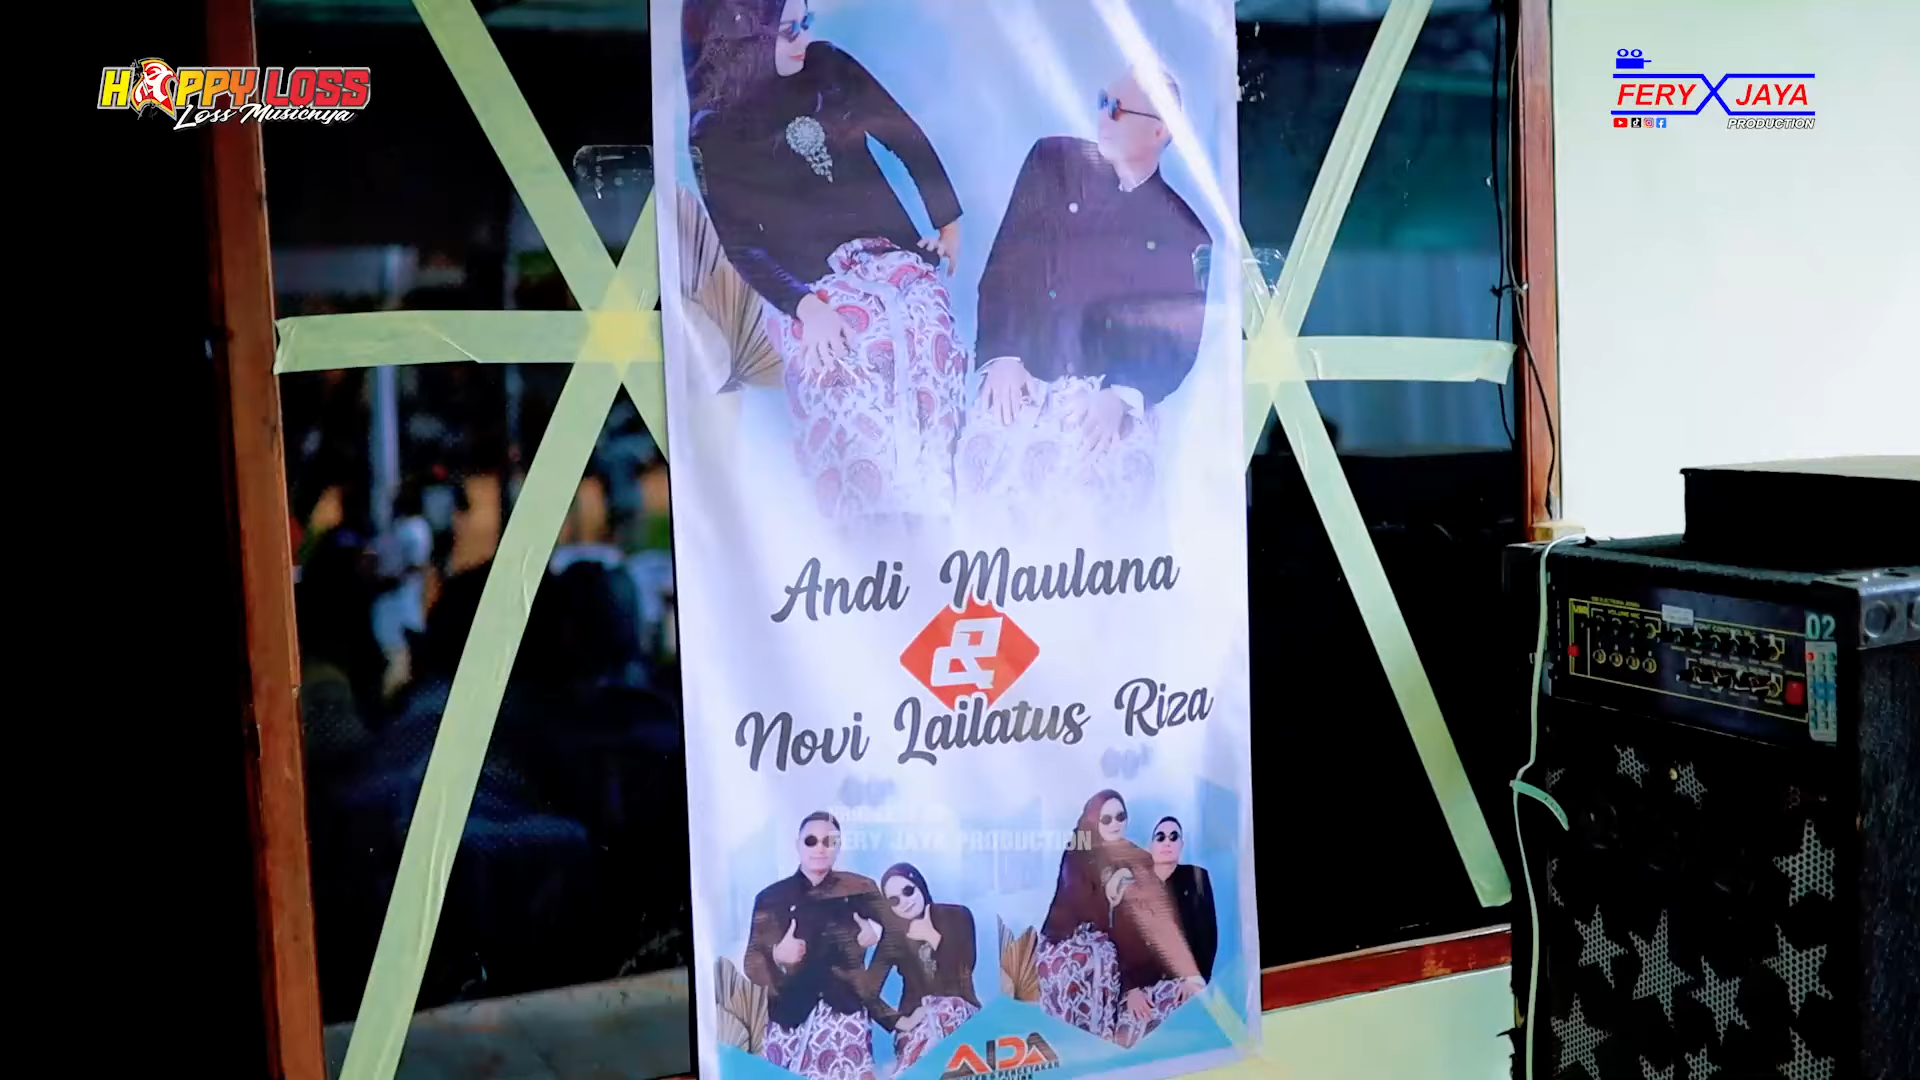 HAPPY LOSS
Loss Musicnya
FERY JAYA
PRODUCTION
Andi Maulana
&
Novi Lailatus Riza
FERY JAYA PRODUCTION
AIDA
02